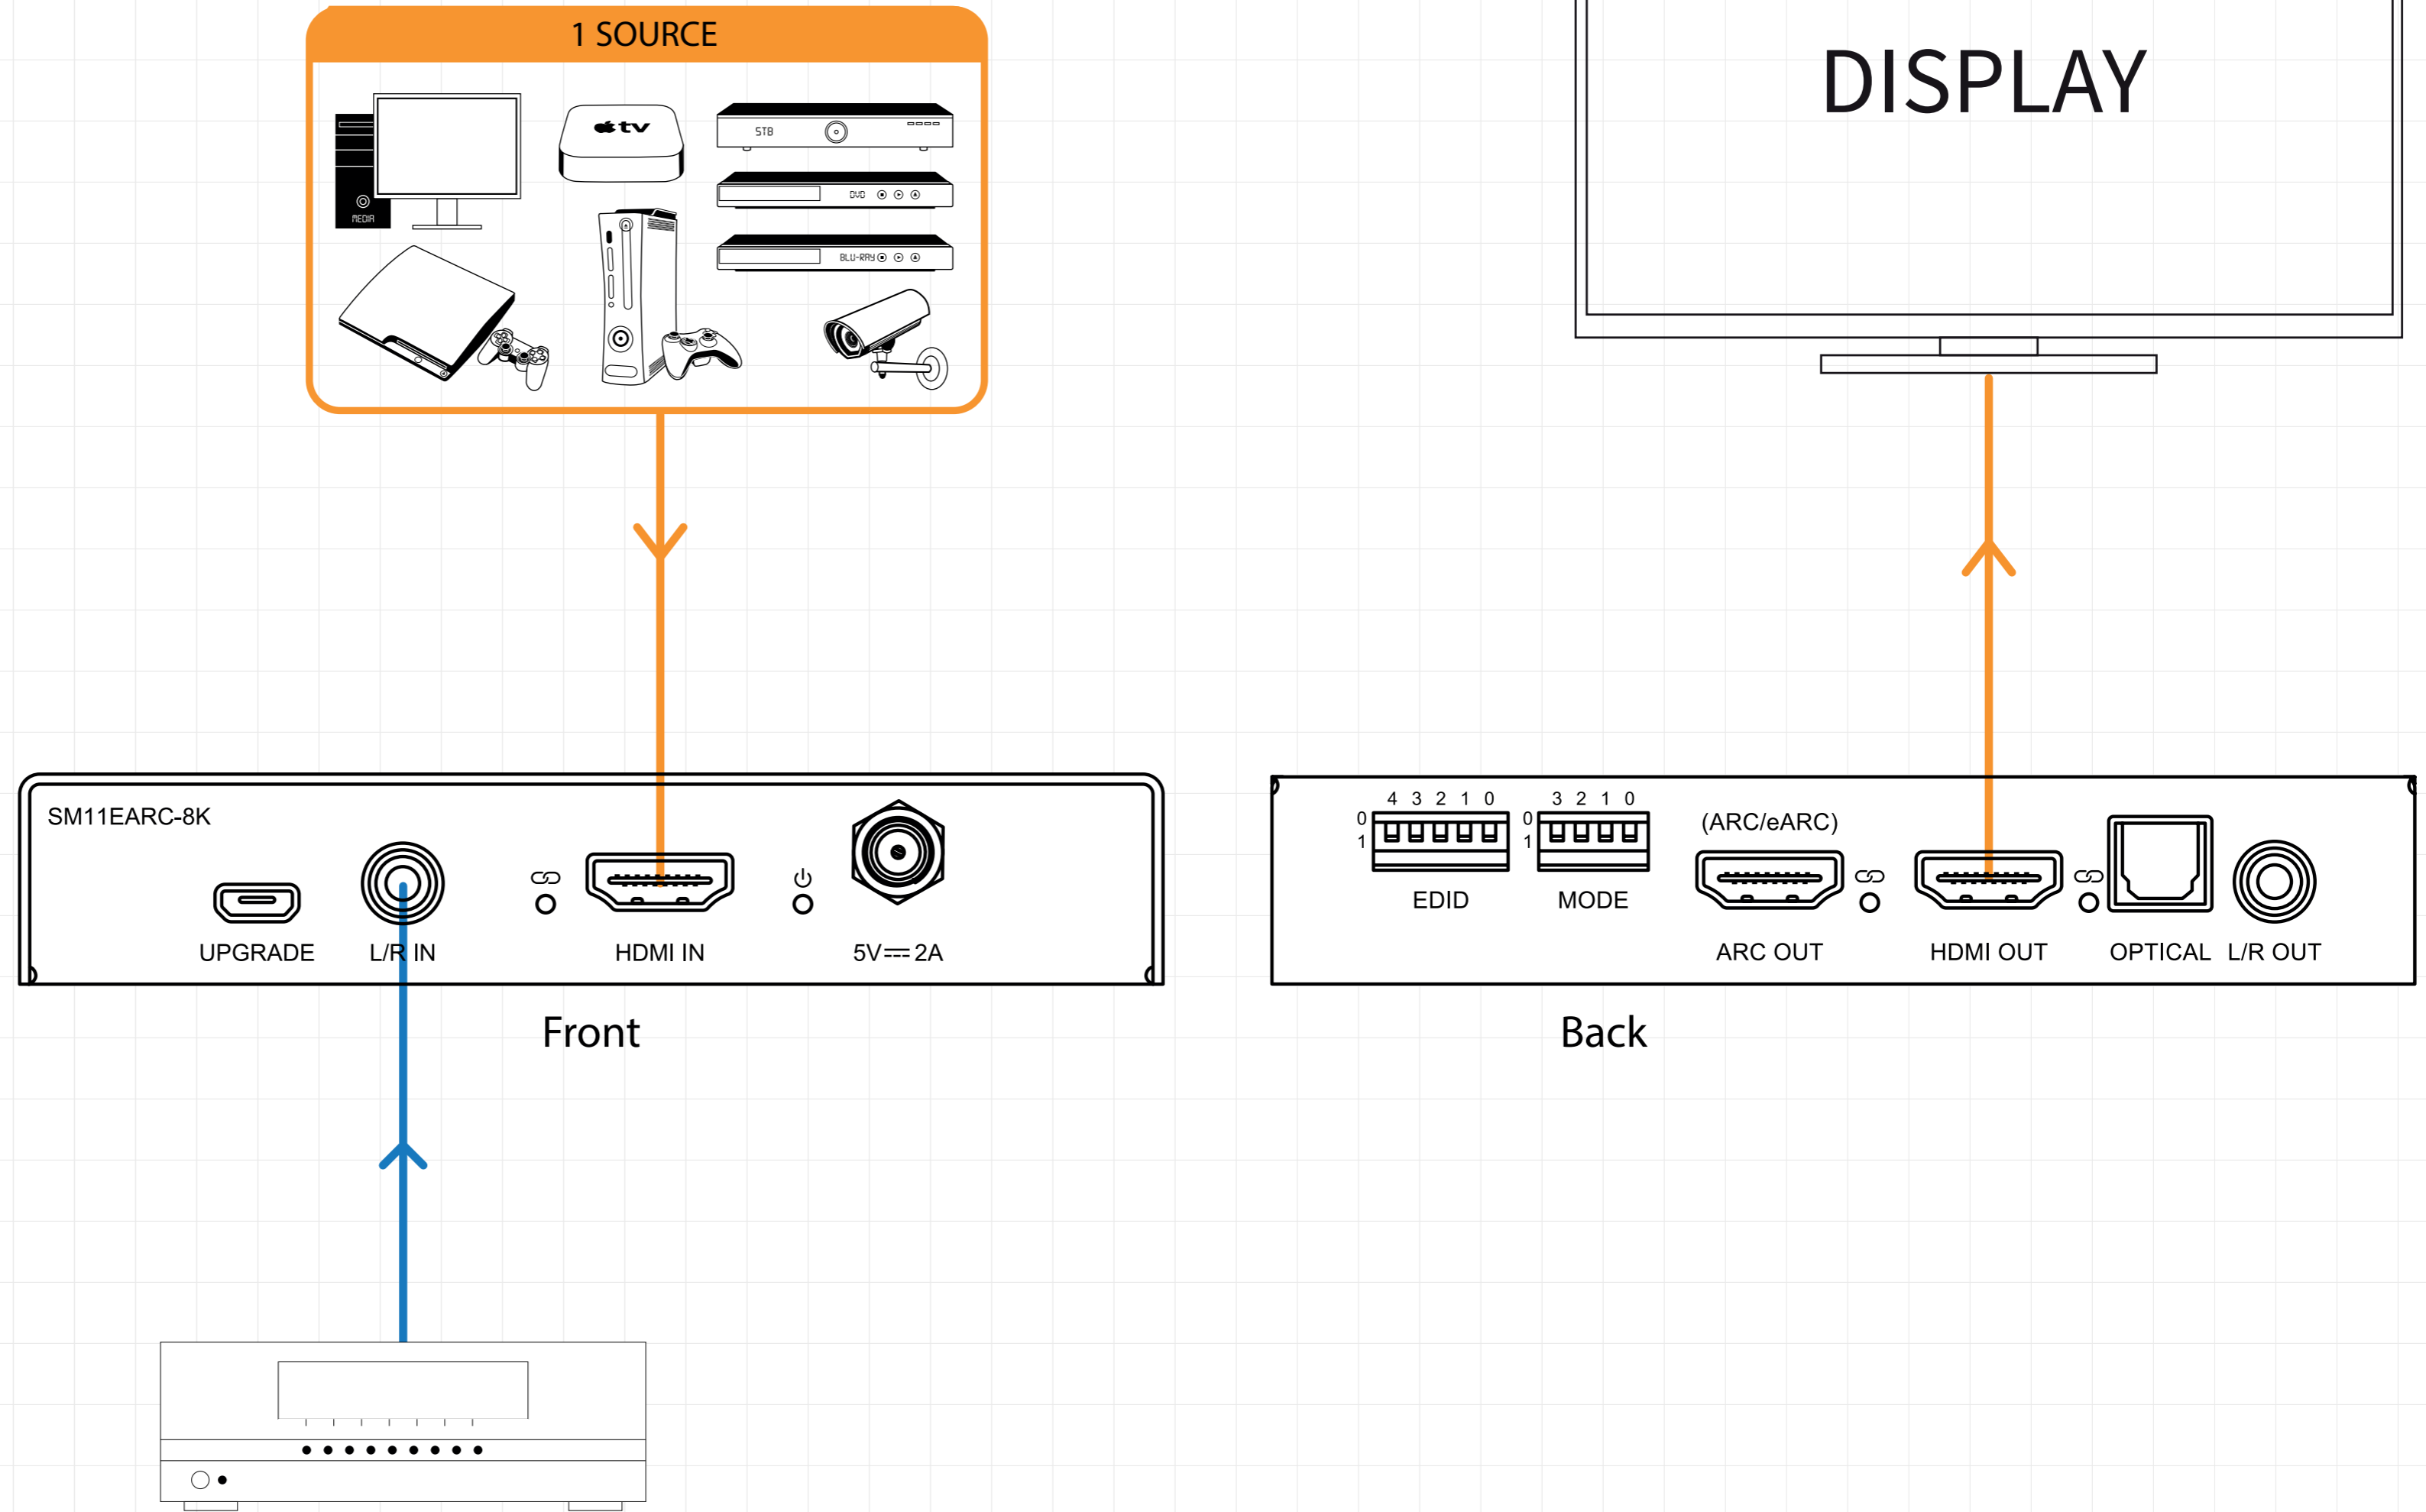 1 SOURCE
DISPLAY
tv
STB
DVD
MEDIA
BLU-RAY
SM11EARC-8K
UPGRADE
L/R IN
HDMI IN
5V 2A
Front
4 3 2 1 0
0
1
EDID
3 2 1 0
0
1
MODE
(ARC/eARC)
ARC OUT
HDMI OUT
OPTICAL
L/R OUT
Back